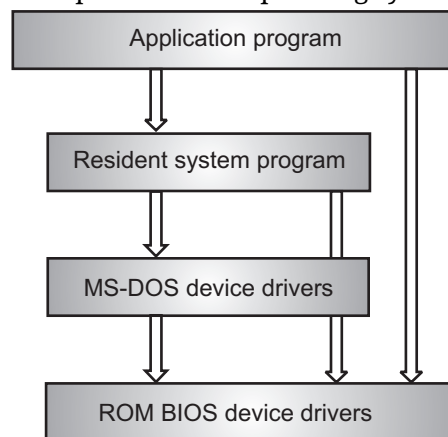 Application program
Resident system program
MS-DOS device drivers
ROM BIOS device drivers